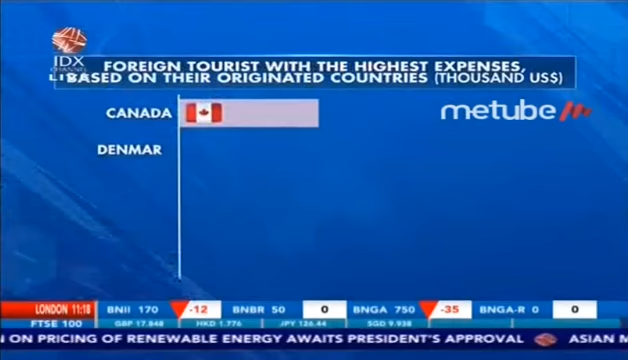 IDX
CHANNEL
LIVE
FOREIGN TOURIST WITH THE HIGHEST EXPENSES,
BASED ON THEIR ORIGINATED COUNTRIES (THOUSAND US$)
metube
CANADA
DENMAR
LONDON 11:18 BNII 170 -12 BNBR 50 0 BNGA 750 -35 BNGA-R 0 0
FTSE 100 GBP 17.848 HKD 1.776 JPY 126.44 SGD 9.938
N ON PRICING OF RENEWABLE ENERGY AWAITS PRESIDENT'S APPROVAL ASIAN M